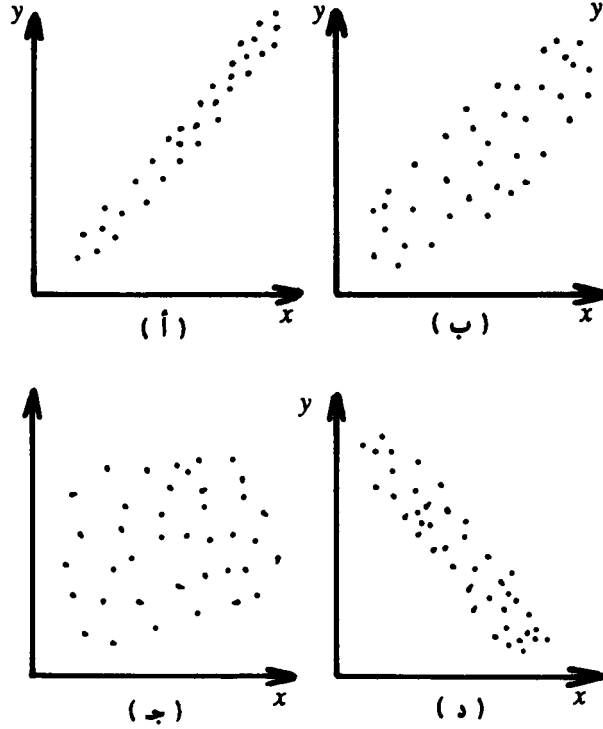 y y y
x x
( أ ) ( ب )
y
x x
( جـ ) ( د )